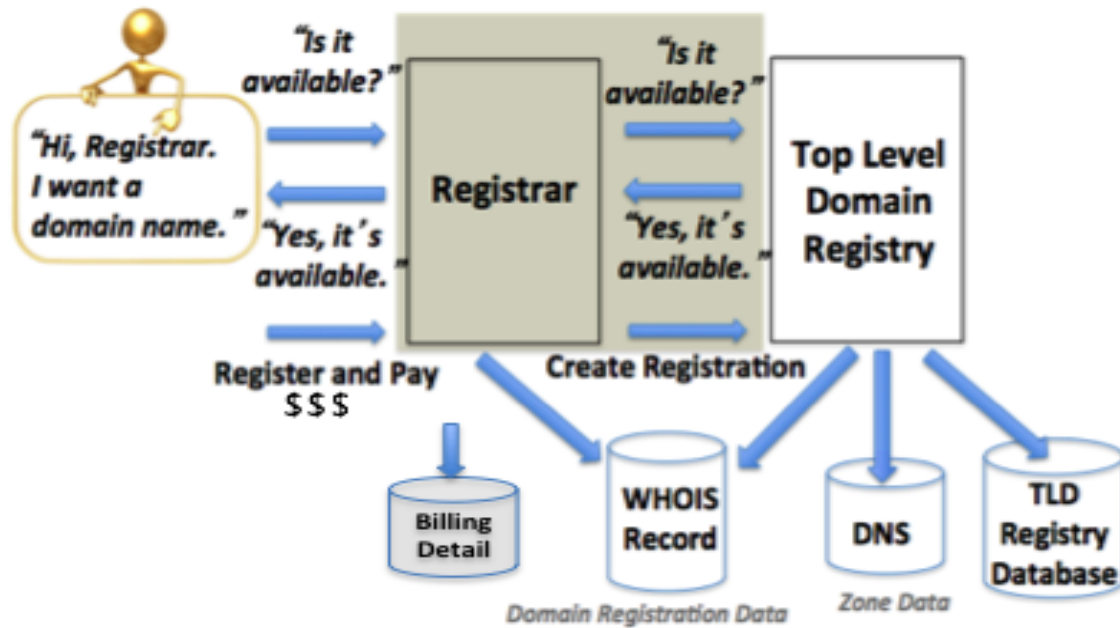 “Is it
available?”
“Hi, Registrar.
I want a
domain name.”
“Yes, it’s
available.”
Register and Pay
$$$
Registrar
“Is it
available?”
“Yes, it’s
available.”
Create Registration
Top Level
Domain
Registry
Billing
Detail
WHOIS
Record
Domain Registration Data
DNS
Zone Data
TLD
Registry
Database